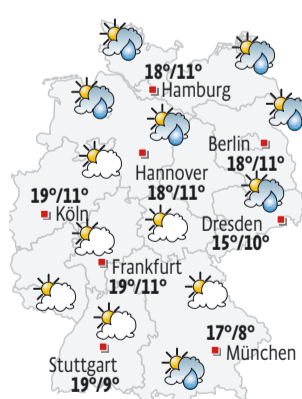 18°/11°
Hamburg
Berlin
18°/11°
Hannover
18°/11°
19°/11°
Köln
Dresden
15°/10°
Frankfurt
19°/11°
17°/8°
München
Stuttgart
19°/9°